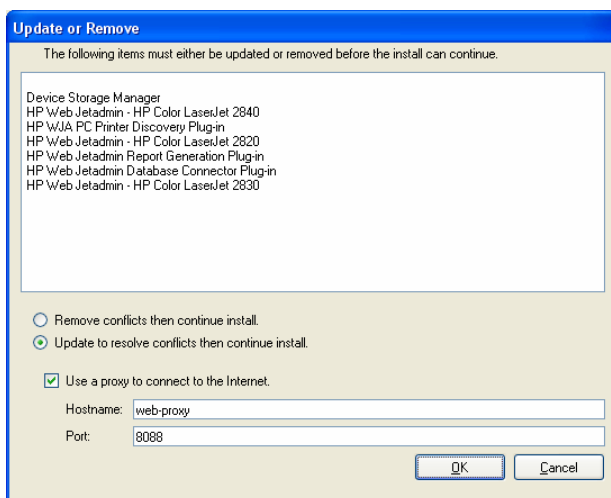 Update or Remove
The following items must either be updated or removed before the install can continue.
Device Storage Manager
HP Web Jetadmin - HP Color LaserJet 2840
HP WJA PC Printer Discovery Plug-in
HP Web Jetadmin - HP Color LaserJet 2820
HP Web Jetadmin Report Generation Plug-in
HP Web Jetadmin Database Connector Plug-in
HP Web Jetadmin - HP Color LaserJet 2830
Remove conflicts then continue install.
Update to resolve conflicts then continue install.
Use a proxy to connect to the Internet.
Hostname: web-proxy
Port: 8088
OK Cancel